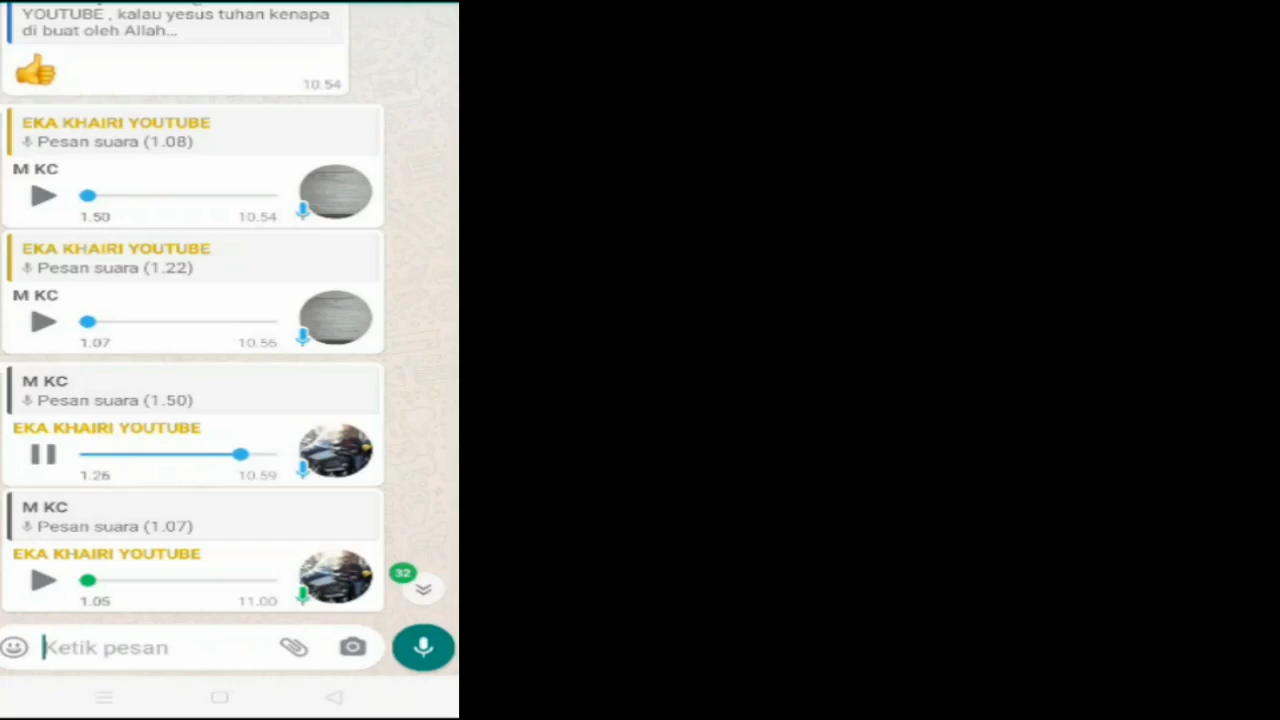 YOUTUBE , kalau yesus tuhan kenapa
di buat oleh Allah...
10.54
EKA KHAIRI YOUTUBE
Pesan suara (1.08)
M KC
1.50 10.54
EKA KHAIRI YOUTUBE
Pesan suara (1.22)
M KC
1.07 10.56
M KC
Pesan suara (1.50)
EKA KHAIRI YOUTUBE
1.26 10.59
M KC
Pesan suara (1.07)
EKA KHAIRI YOUTUBE
32
1.05 11.00
Ketik pesan